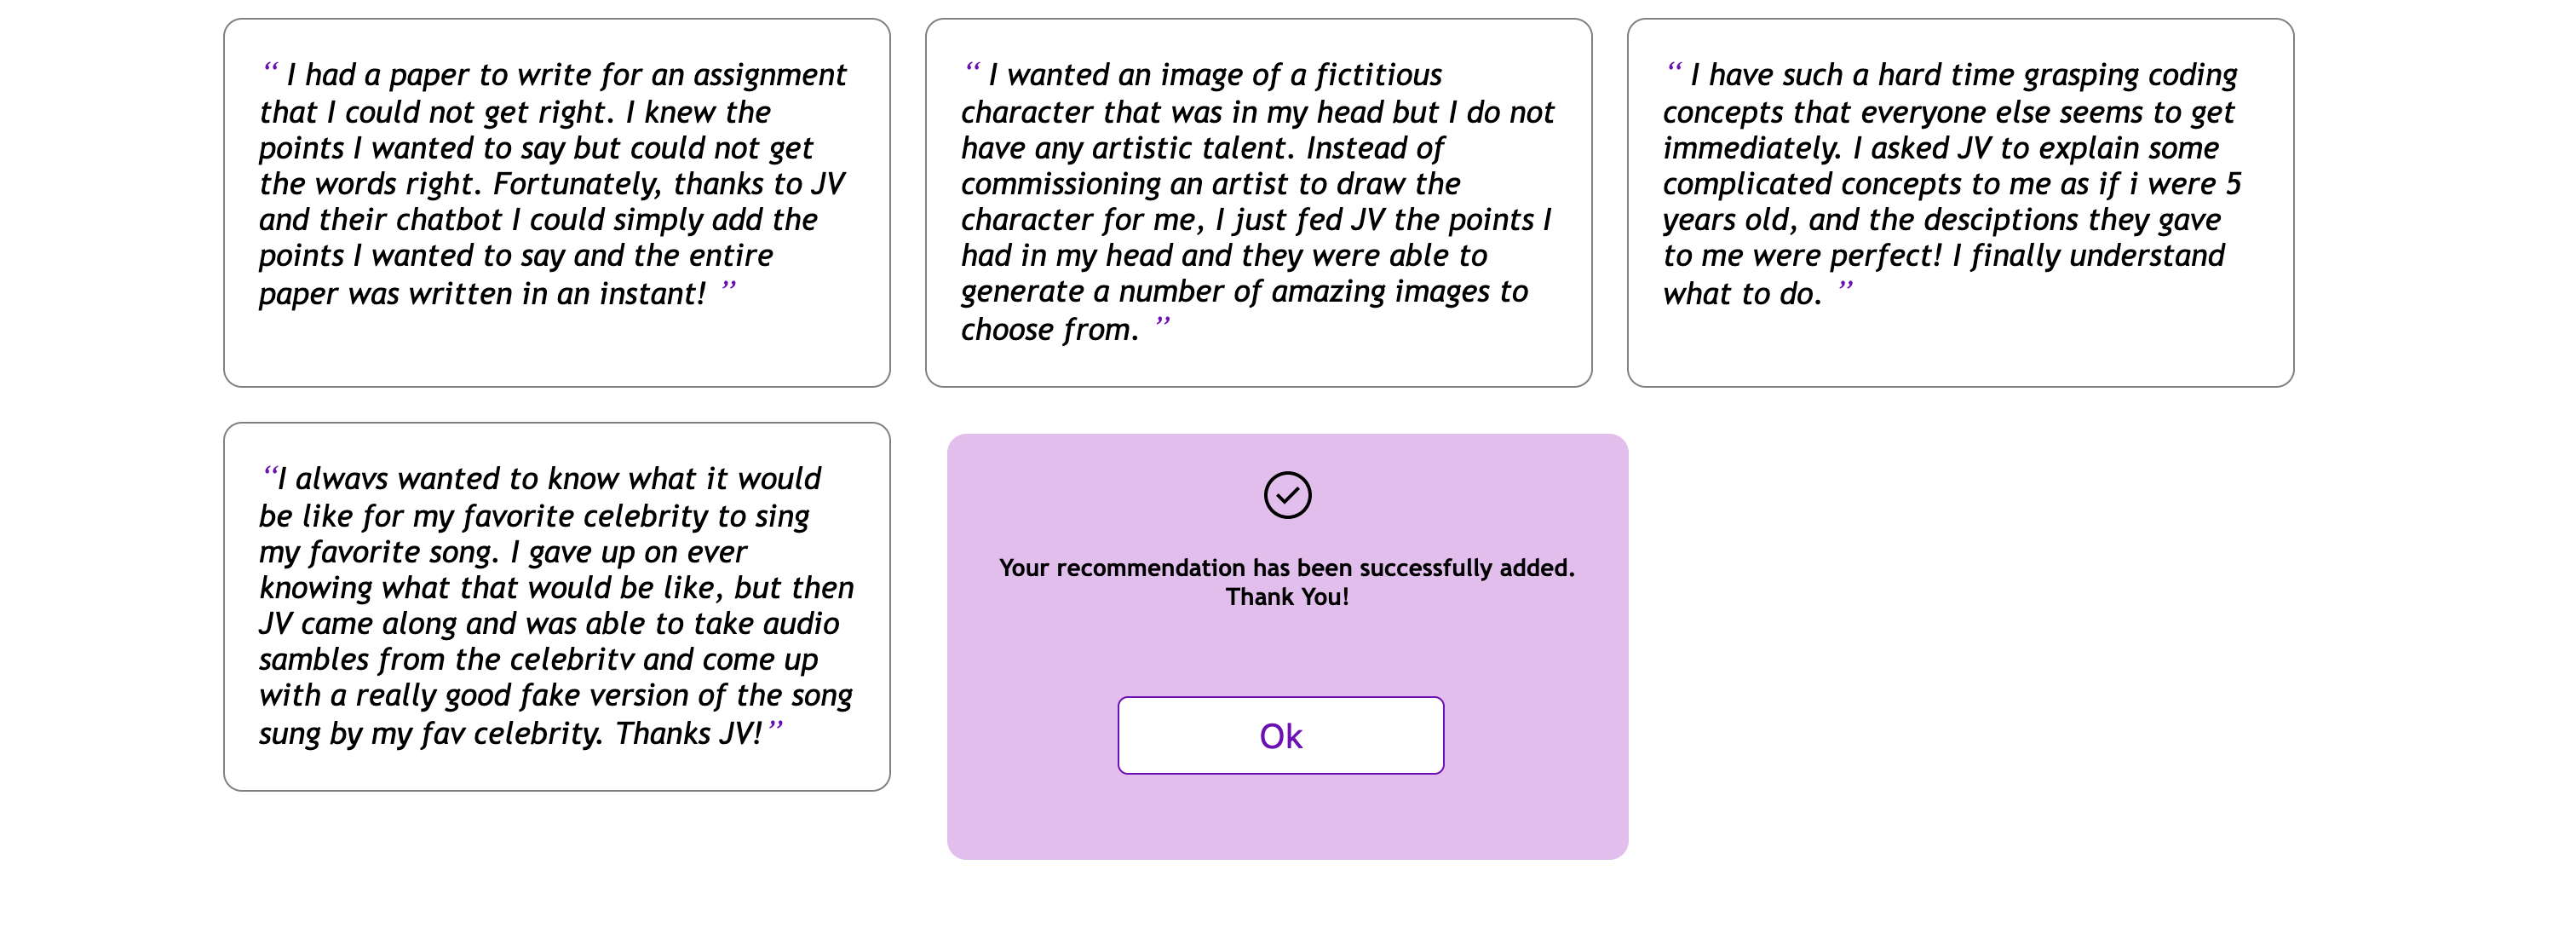 “ I had a paper to write for an assignment
that I could not get right. I knew the
points I wanted to say but could not get
the words right. Fortunately, thanks to JV
and their chatbot I could simply add the
points I wanted to say and the entire
paper was written in an instant! ”
“ I wanted an image of a fictitious
character that was in my head but I do not
have any artistic talent. Instead of
commissioning an artist to draw the
character for me, I just fed JV the points I
had in my head and they were able to
generate a number of amazing images to
choose from. ”
“ I have such a hard time grasping coding
concepts that everyone else seems to get
immediately. I asked JV to explain some
complicated concepts to me as if i were 5
years old, and the desciptions they gave
to me were perfect! I finally understand
what to do. ”
“I alwavs wanted to know what it would
be like for my favorite celebrity to sing
my favorite song. I gave up on ever
knowing what that would be like, but then
JV came along and was able to take audio
sambles from the celebritv and come up
with a really good fake version of the song
sung by my fav celebrity. Thanks JV!”
Your recommendation has been successfully added.
Thank You!
Ok